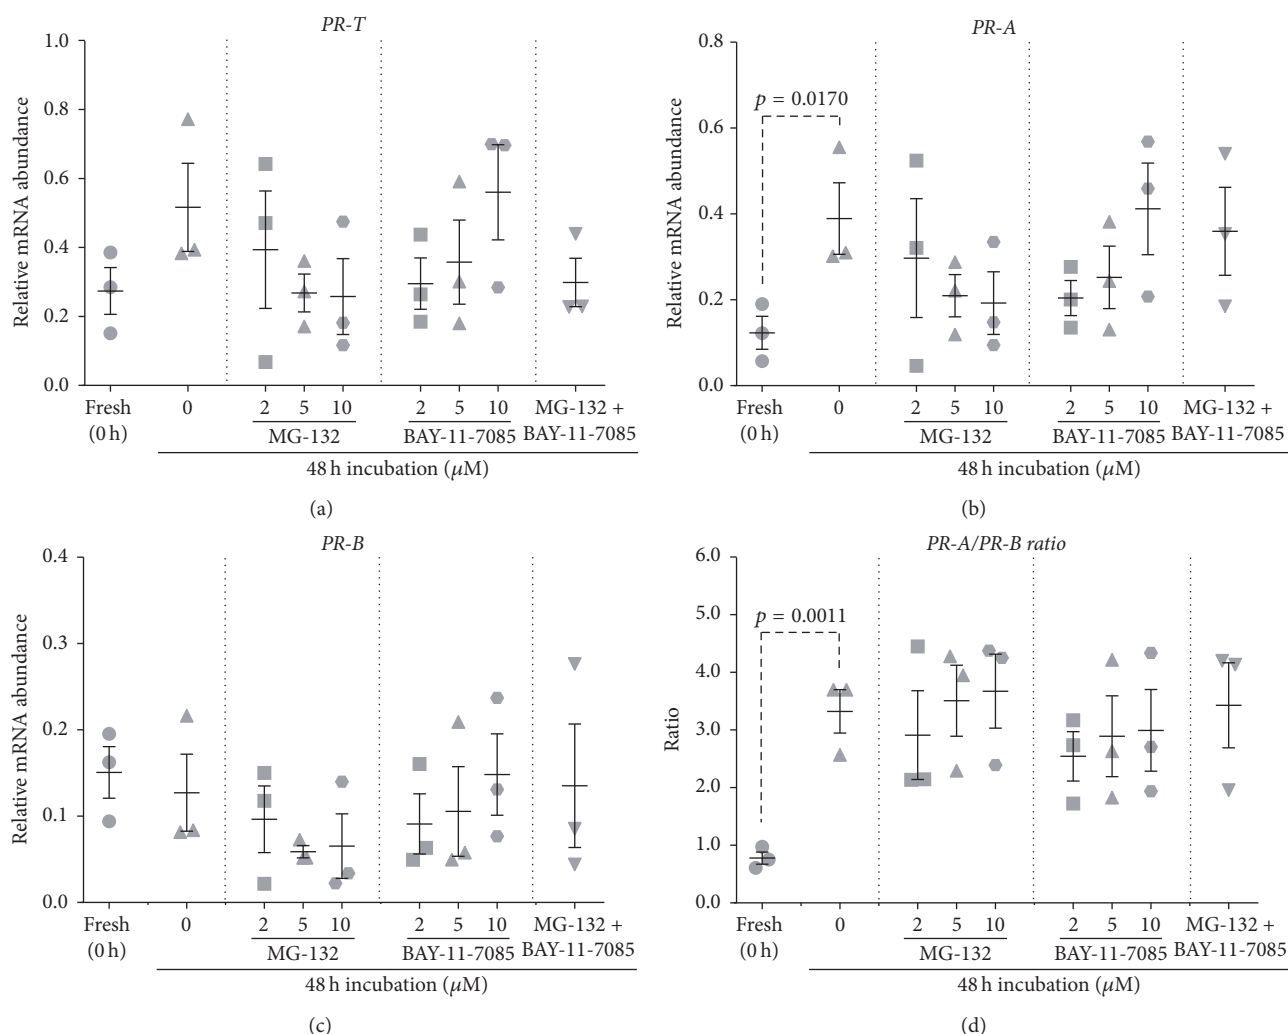 PR-T
Relative mRNA abundance
1.0
0.8
0.6
0.4
0.2
0.0
Fresh
(0 h)
0
2 5 10
MG-132
2 5 10
BAY-11-7085
MG-132 +
BAY-11-7085
48 h incubation (μM)
(a)
PR-A
Relative mRNA abundance
0.8
0.6
0.4
0.2
0.0
p = 0.0170
Fresh
(0 h)
0
2 5 10
MG-132
2 5 10
BAY-11-7085
MG-132 +
BAY-11-7085
48 h incubation (μM)
(b)
PR-B
Relative mRNA abundance
0.4
0.3
0.2
0.1
0.0
Fresh
(0 h)
0
2 5 10
MG-132
2 5 10
BAY-11-7085
MG-132 +
BAY-11-7085
48 h incubation (μM)
(c)
PR-A/PR-B ratio
Ratio
6.0
5.0
4.0
3.0
2.0
1.0
0.0
p = 0.0011
Fresh
(0 h)
0
2 5 10
MG-132
2 5 10
BAY-11-7085
MG-132 +
BAY-11-7085
48 h incubation (μM)
(d)